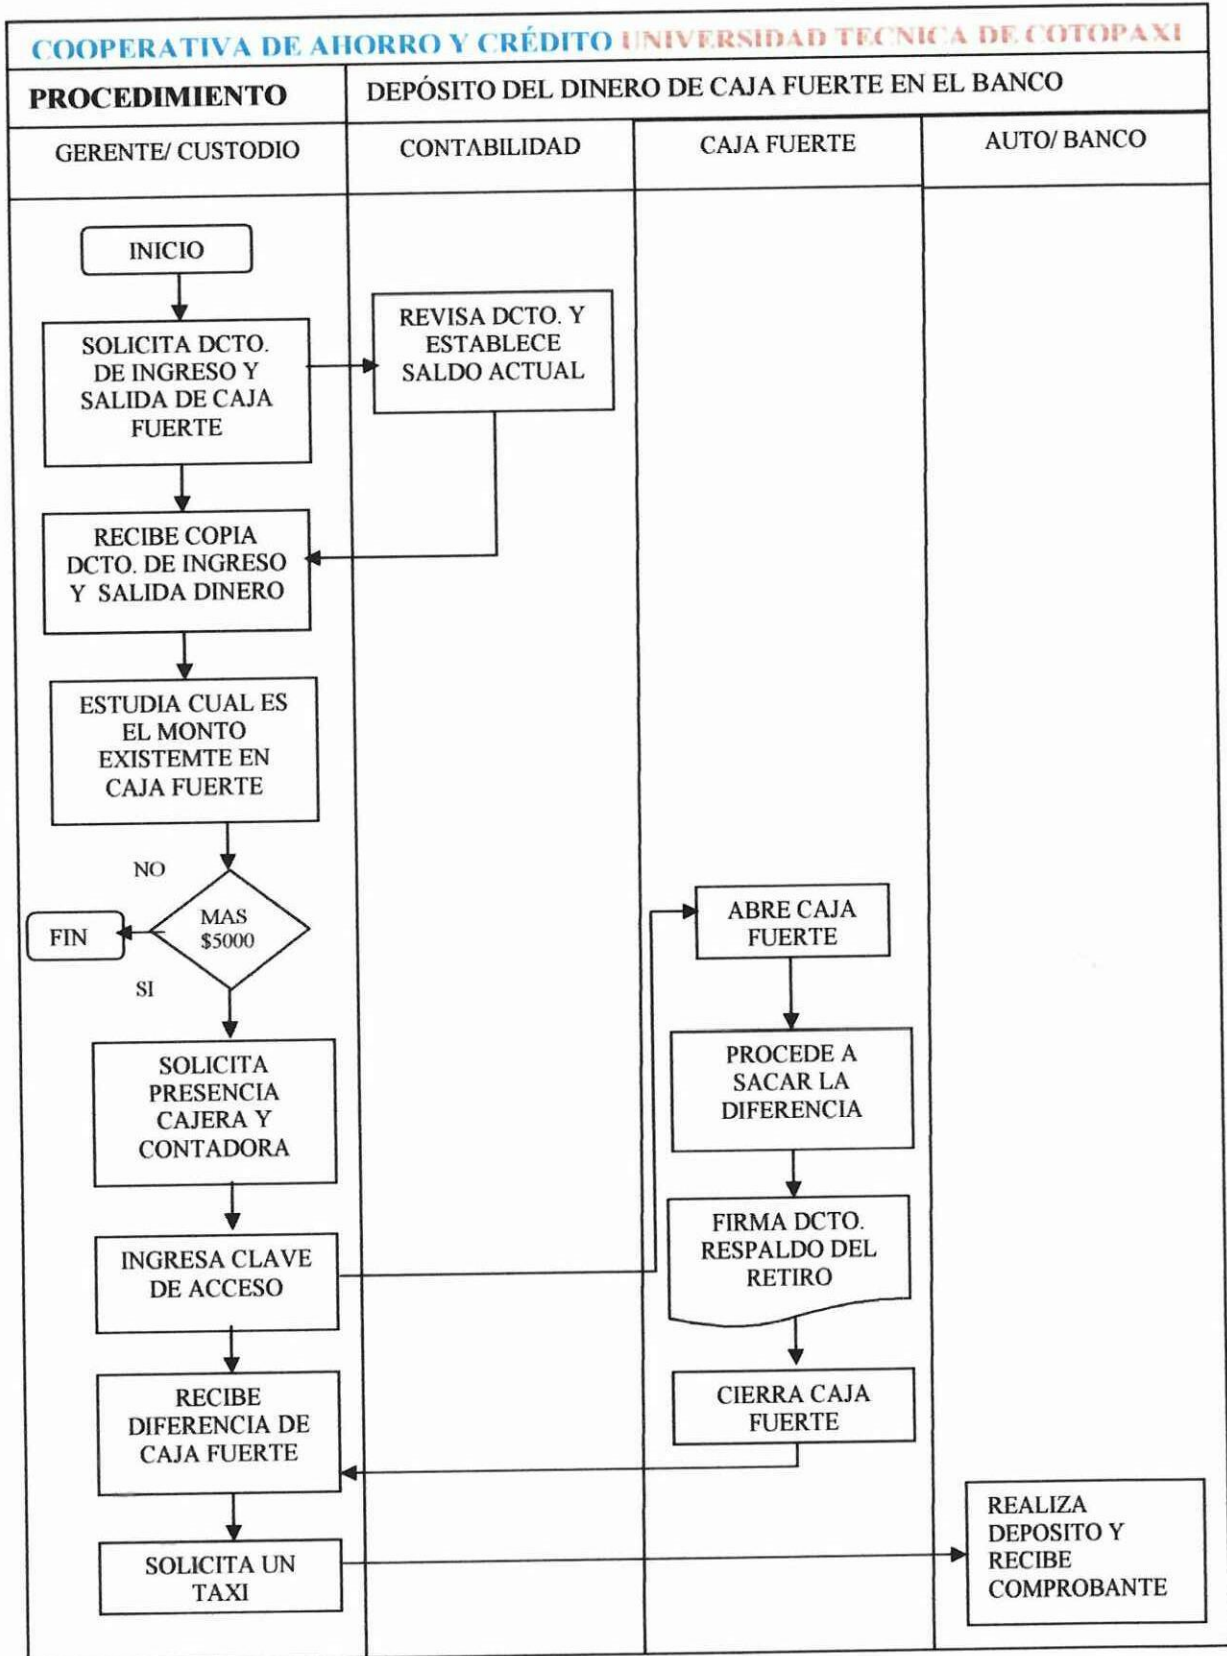 COOPERATIVA DE AHORRO Y CRÉDITO UNIVERSIDAD TECNICA DE COTOPAXI
PROCEDIMIENTO
DEPÓSITO DEL DINERO DE CAJA FUERTE EN EL BANCO
GERENTE/ CUSTODIO
CONTABILIDAD
CAJA FUERTE
AUTO/ BANCO
INICIO
SOLICITA DCTO.
DE INGRESO Y
SALIDA DE CAJA
FUERTE
REVISA DCTO. Y
ESTABLECE
SALDO ACTUAL
RECIBE COPIA
DCTO. DE INGRESO
Y SALIDA DINERO
ESTUDIA CUAL ES
EL MONTO
EXISTEMTE EN
CAJA FUERTE
NO
MAS
$5000
FIN
SI
SOLICITA
PRESENCIA
CAJERA Y
CONTADORA
INGRESA CLAVE
DE ACCESO
ABRE CAJA
FUERTE
PROCEDE A
SACAR LA
DIFERENCIA
FIRMA DCTO.
RESPALDO DEL
RETIRO
CIERRA CAJA
FUERTE
RECIBE
DIFERENCIA DE
CAJA FUERTE
SOLICITA UN
TAXI
REALIZA
DEPOSITO Y
RECIBE
COMPROBANTE